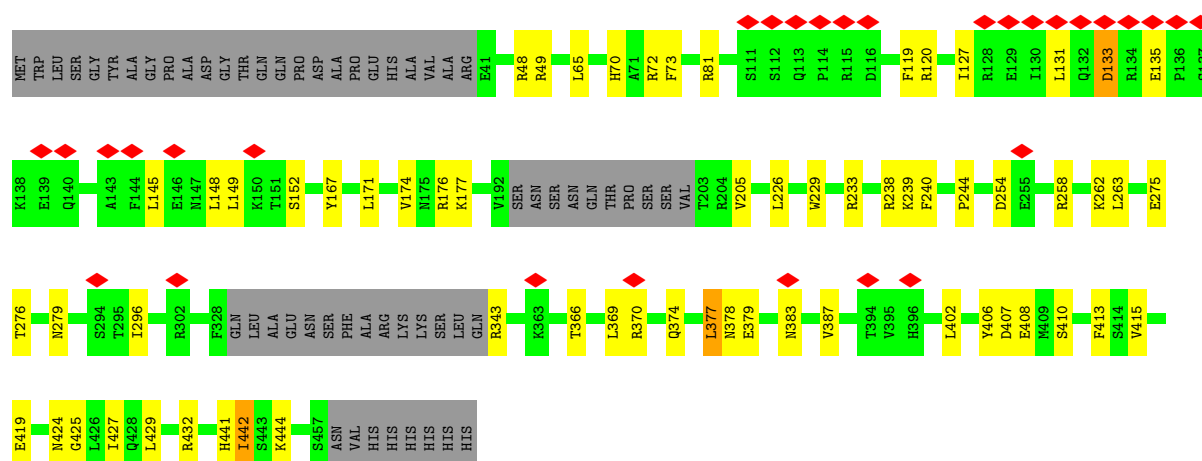 MET TRP LEU SER GLY TYR ALA GLY PRO ALA ASP GLY THR GLN GLN PRO ASP ALA PRO GLU HIS ALA VAL ALA ARG E41 R48 R49 L65 H70 A71 R72 F73 R81 S111 S112 Q113 P114 R115 D116 F119 R120 I127 R128 E129 I130 L131 Q132 D133 R134 E135 P136 S137
K138 E139 Q140 A143 F144 L145 E146 N147 L148 L149 K150 T151 S152 Y167 L171 V174 N175 R176 K177 V192 SER ASN SER ASN GLN THR PRO SER SER VAL T203 R204 V205 L226 W229 R233 R238 K239 F240 P244 D254 E255 R258 K262 L263 E275
T276 N279 S294 T295 I296 R302 F328 GLN LEU ALA GLU ASN SER PHE ALA ARG LYS LYS SER LEU GLN R343 K363 T366 L369 R370 Q374 L377 N378 E379 N383 V387 T394 V395 H396 L402 Y406 D407 E408 M409 S410 F413 S414 V415
E419 N424 G425 L426 I427 Q428 L429 R432 H441 I442 S443 K444 S457 ASN VAL HIS HIS HIS HIS HIS HIS